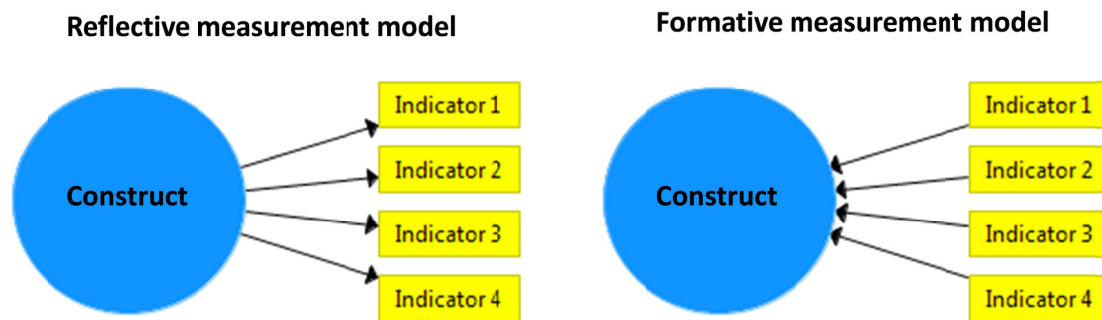 Reflective measurement model
Construct
Indicator 1
Indicator 2
Indicator 3
Indicator 4
Formative measurement model
Construct
Indicator 1
Indicator 2
Indicator 3
Indicator 4